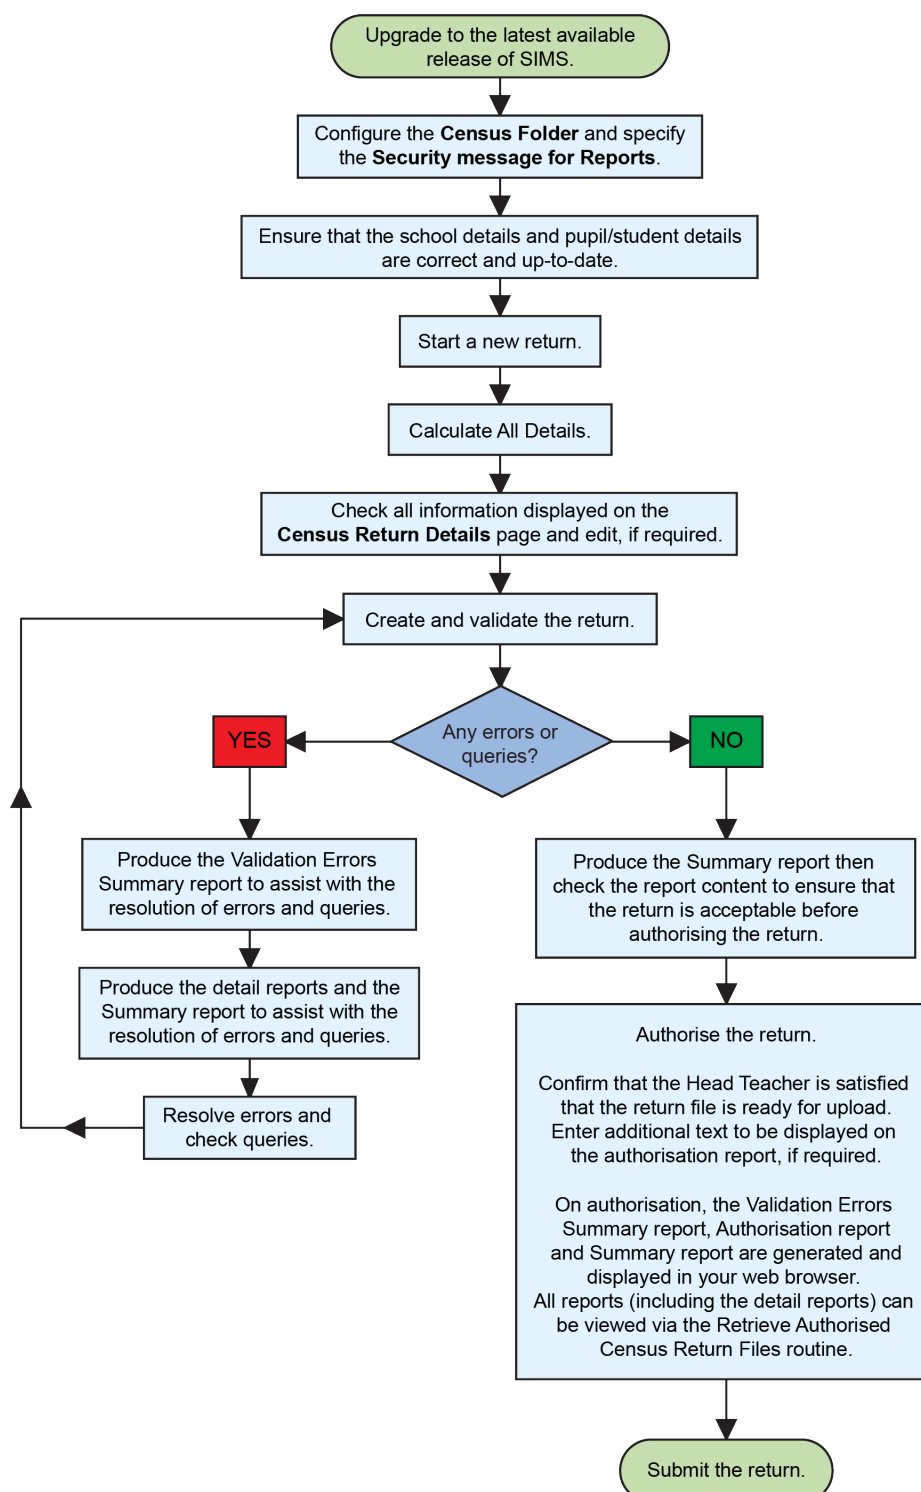 Upgrade to the latest available
release of SIMS.
Configure the Census Folder and specify
the Security message for Reports.
Ensure that the school details and pupil/student details
are correct and up-to-date.
Start a new return.
Calculate All Details.
Check all information displayed on the
Census Return Details page and edit, if required.
Create and validate the return.
Any errors or
queries?
YES
NO
Produce the Validation Errors
Summary report to assist with the
resolution of errors and queries.
Produce the detail reports and the
Summary report to assist with the
resolution of errors and queries.
Resolve errors and
check queries.
Produce the Summary report then
check the report content to ensure that
the return is acceptable before
authorising the return.
Authorise the return.
Confirm that the Head Teacher is satisfied
that the return file is ready for upload.
Enter additional text to be displayed on
the authorisation report, if required.
On authorisation, the Validation Errors
Summary report, Authorisation report
and Summary report are generated and
displayed in your web browser.
All reports (including the detail reports) can
be viewed via the Retrieve Authorised
Census Return Files routine.
Submit the return.